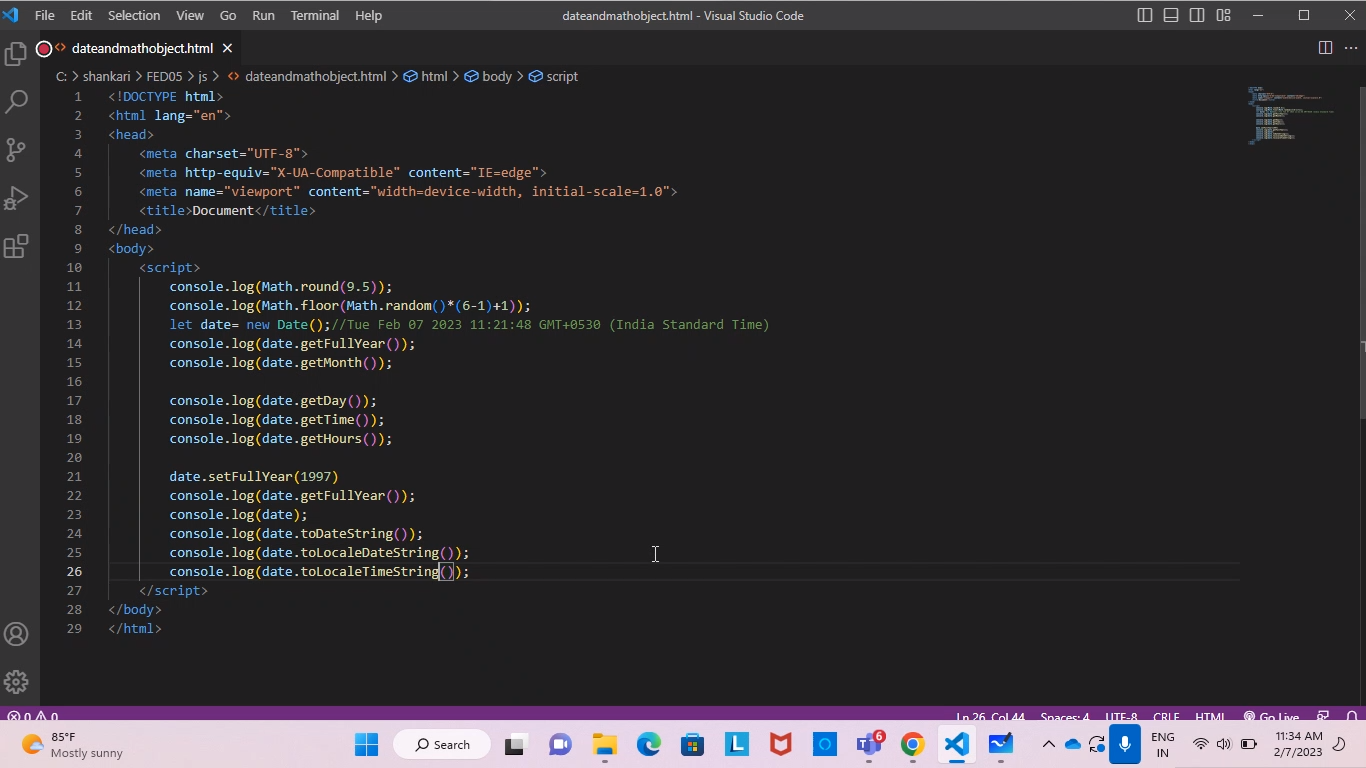 File Edit Selection View Go Run Terminal Help dateandmathobject.html - Visual Studio Code
dateandmathobject.html
C: > shankari > FED05 > js > dateandmathobject.html > html > body > script
1 <!DOCTYPE html>
2 <html lang="en">
3 <head>
4 <meta charset="UTF-8">
5 <meta http-equiv="X-UA-Compatible" content="IE=edge">
6 <meta name="viewport" content="width=device-width, initial-scale=1.0">
7 <title>Document</title>
8 </head>
9 <body>
10 <script>
11 console.log(Math.round(9.5));
12 console.log(Math.floor(Math.random()*(6-1)+1));
13 let date= new Date();//Tue Feb 07 2023 11:21:48 GMT+0530 (India Standard Time)
14 console.log(date.getFullYear());
15 console.log(date.getMonth());
16
17 console.log(date.getDay());
18 console.log(date.getTime());
19 console.log(date.getHours());
20
21 date.setFullYear(1997)
22 console.log(date.getFullYear());
23 console.log(date);
24 console.log(date.toDateString());
25 console.log(date.toLocaleDateString());
26 console.log(date.toLocaleTimeString());
27 </script>
28 </body>
29 </html>
0 0 Ln 26, Col 44 Spaces: 4 UTF-8 CRLF HTML Go Live
85°F
Mostly sunny
Search
L
6
ENG
IN
11:34 AM
2/7/2023